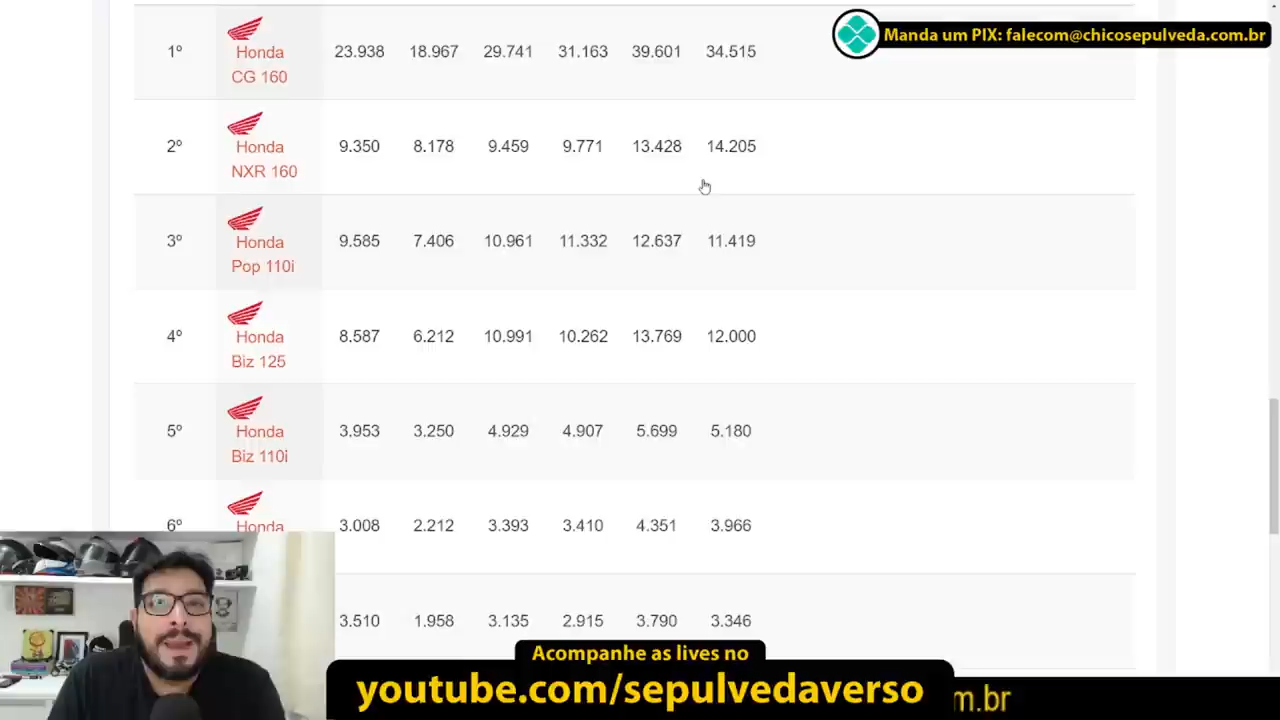 Manda um PIX: falecom@chicosepulveda.com.br
1º Honda CG 160 23.938 18.967 29.741 31.163 39.601 34.515
2º Honda NXR 160 9.350 8.178 9.459 9.771 13.428 14.205
3º Honda Pop 110i 9.585 7.406 10.961 11.332 12.637 11.419
4º Honda Biz 125 8.587 6.212 10.991 10.262 13.769 12.000
5º Honda Biz 110i 3.953 3.250 4.929 4.907 5.699 5.180
6º Honda 3.008 2.212 3.393 3.410 4.351 3.966
3.510 1.958 3.135 2.915 3.790 3.346
Acompanhe as lives no
youtube.com/sepulvedaverso
m.br